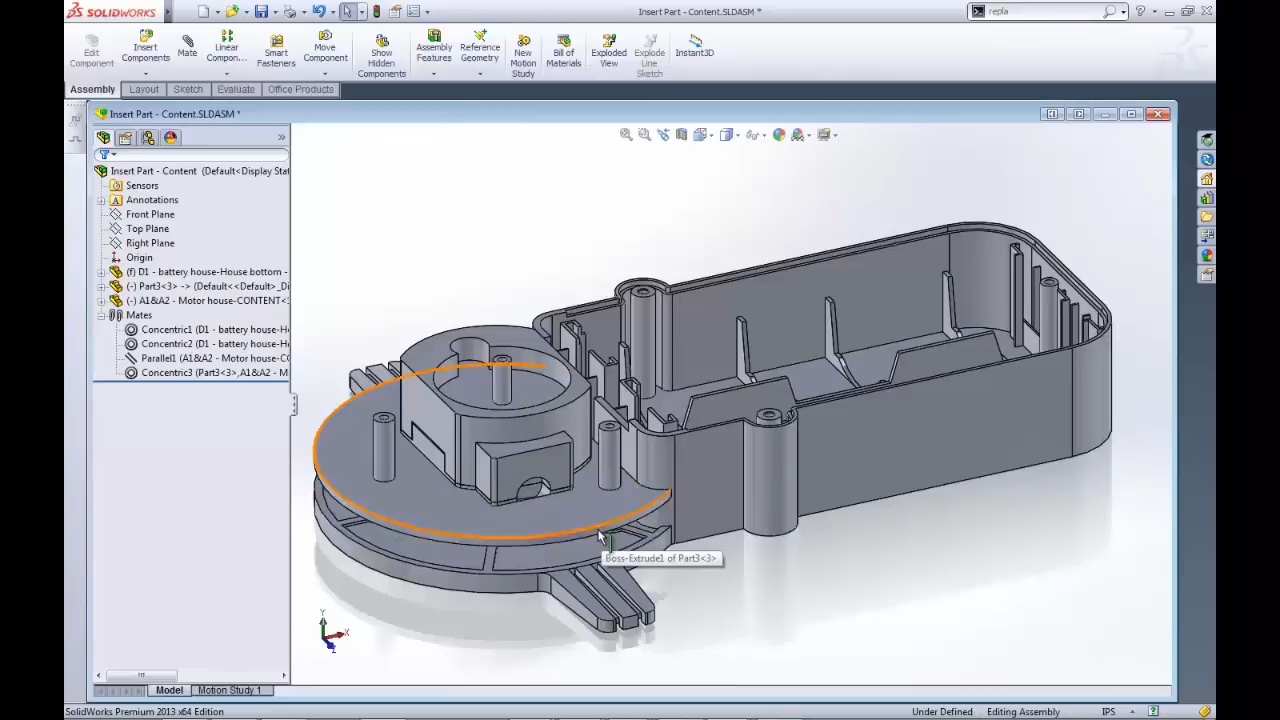 SOLIDWORKS
Insert Part - Content.SLDASM *
repla
Edit Component
Insert Components
Mate
Linear Compon...
Smart Fasteners
Move Component
Show Hidden Components
Assembly Features
Reference Geometry
New Motion Study
Bill of Materials
Exploded View
Explode Line Sketch
Instant3D
Assembly Layout Sketch Evaluate Office Products
Insert Part - Content.SLDASM *
Insert Part - Content (Default<Display Stat
Sensors
Annotations
Front Plane
Top Plane
Right Plane
Origin
(f) D1 - battery house-House bottom -
(-) Part3<3> -> (Default<<Default>_Di
(-) A1&A2 - Motor house-CONTENT<
Mates
Concentric1 (D1 - battery house-H
Concentric2 (D1 - battery house-H
Parallel1 (A1&A2 - Motor house-C
Concentric3 (Part3<3>,A1&A2 - M
Boss-Extrude1 of Part3<3>
Y
X
Z
Model Motion Study 1
SolidWorks Premium 2013 x64 Edition
Under Defined Editing Assembly IPS